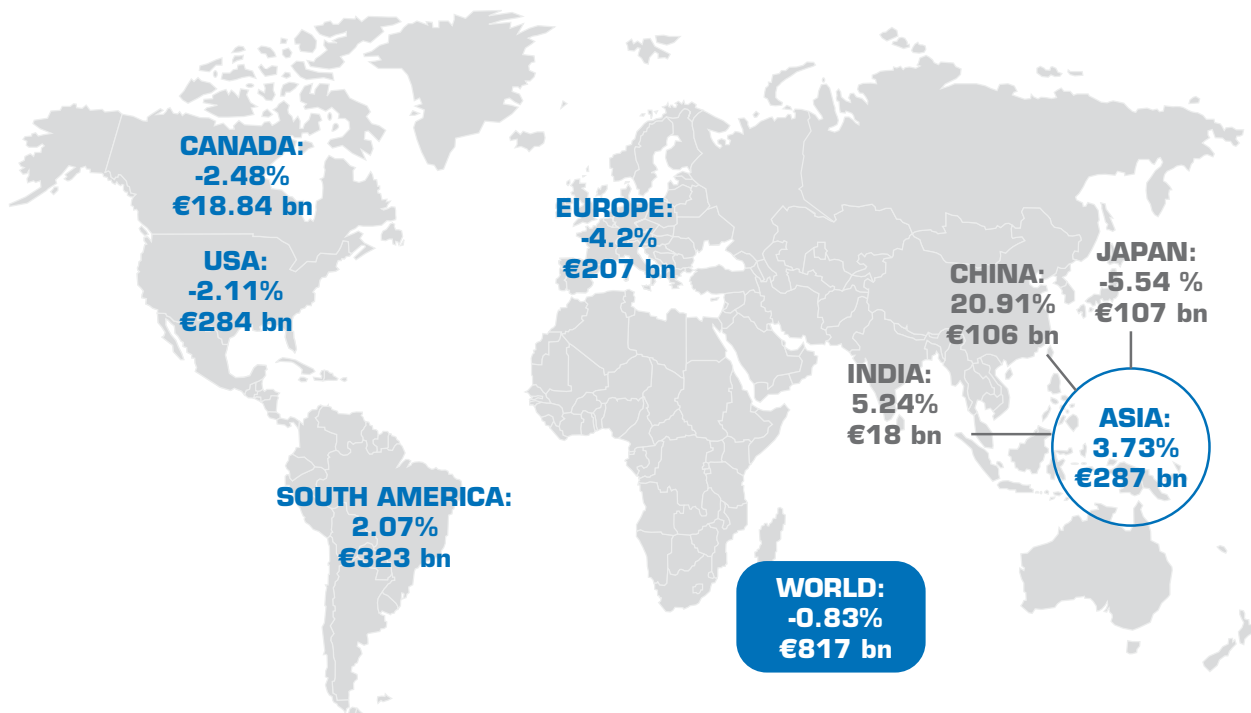 CANADA:
-2.48%
€18.84 bn
USA:
-2.11%
€284 bn
EUROPE:
-4.2%
€207 bn
JAPAN:
-5.54 %
€107 bn
CHINA:
20.91%
€106 bn
INDIA:
5.24%
€18 bn
ASIA:
3.73%
€287 bn
SOUTH AMERICA:
2.07%
€323 bn
WORLD:
-0.83%
€817 bn